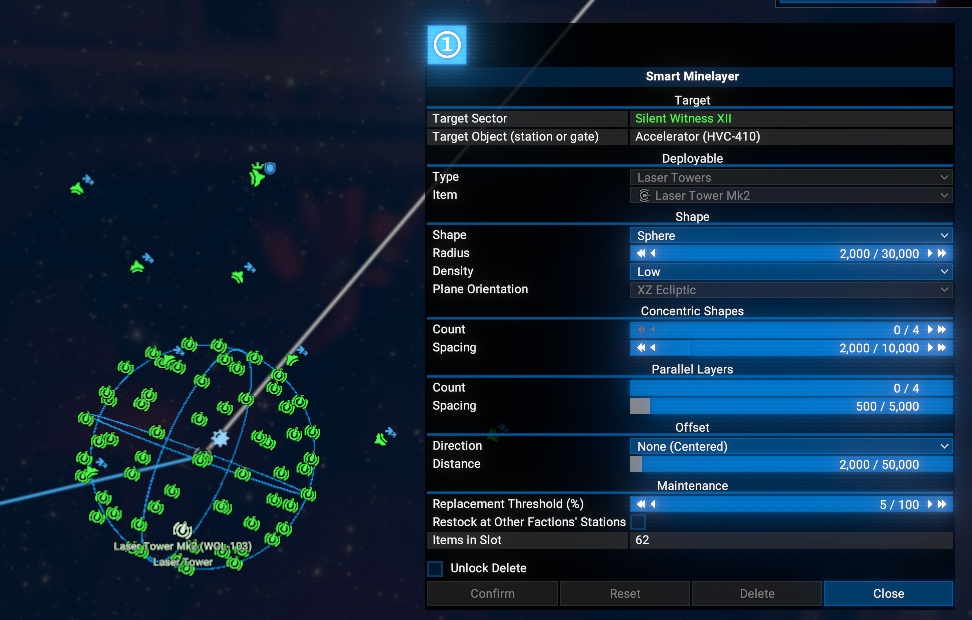 ①
Smart Minelayer
Target
Target Sector Silent Witness XII
Target Object (station or gate) Accelerator (HVC-410)
Deployable
Type Laser Towers
Item Laser Tower Mk2
Shape
Shape Sphere
Radius 2,000 / 30,000
Density Low
Plane Orientation XZ Ecliptic
Concentric Shapes
Count 0 / 4
Spacing 2,000 / 10,000
Parallel Layers
Count 0 / 4
Spacing 500 / 5,000
Offset
Direction None (Centered)
Distance 2,000 / 50,000
Maintenance
Replacement Threshold (%) 5 / 100
Restock at Other Factions' Stations
Items in Slot 62
Unlock Delete
Confirm Reset Delete Close
Laser Tower Mk2 (WOL-103)
Laser Tower